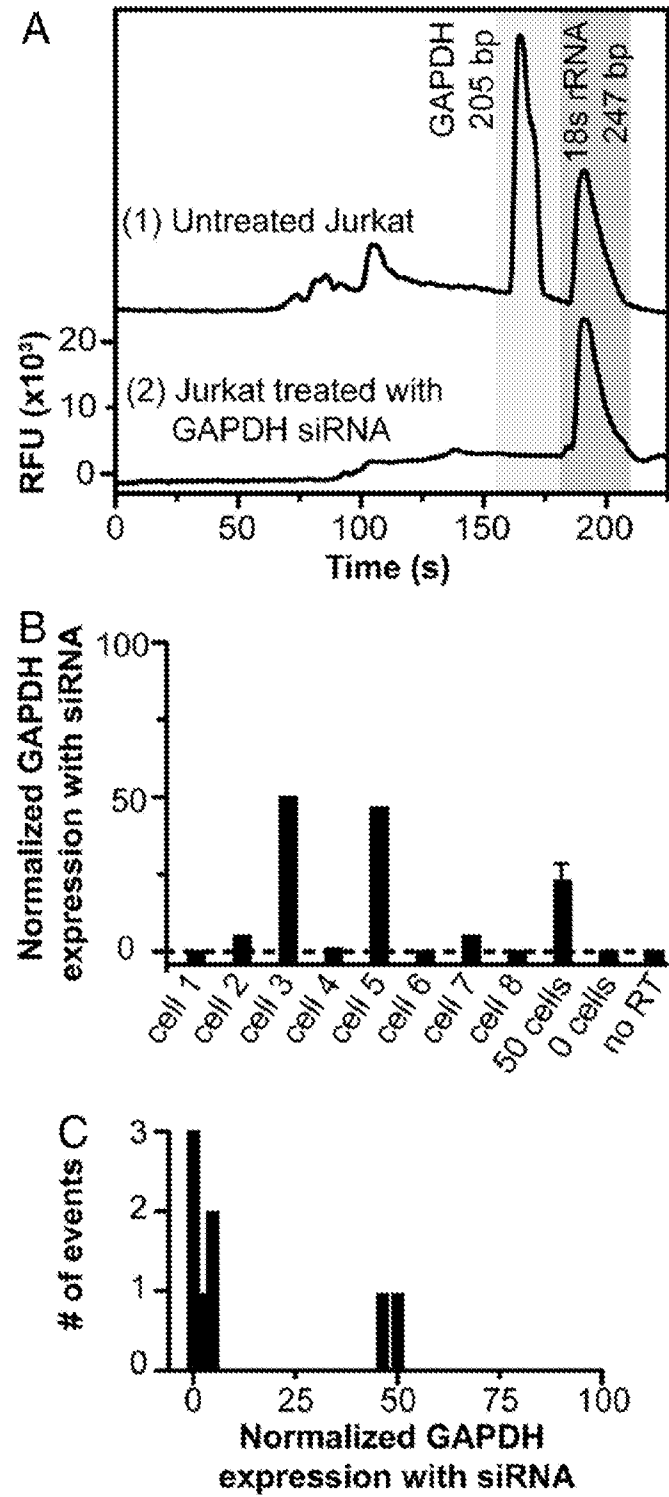 A
GAPDH
205 bp
18s rRNA
247 bp
(1) Untreated Jurkat
(2) Jurkat treated with
GAPDH siRNA
RFU (x10³)
20
10
0
0
50
100
150
200
Time (s)
B
Normalized GAPDH
expression with siRNA
100
50
0
cell 1
cell 2
cell 3
cell 4
cell 5
cell 6
cell 7
cell 8
50 cells
0 cells
no RT
C
# of events
3
2
1
0
0
25
50
75
100
Normalized GAPDH
expression with siRNA